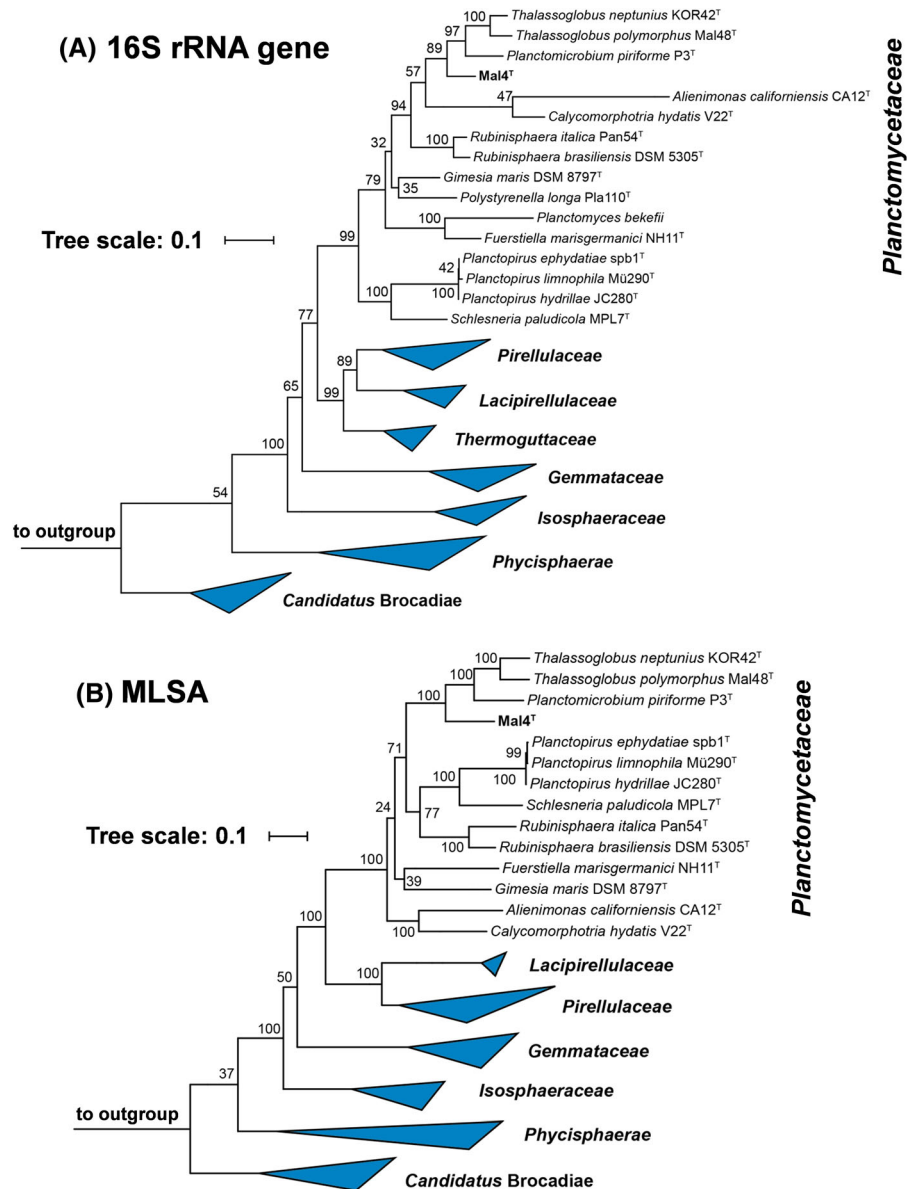 (A) 16S rRNA gene
100
Thalassoglobus neptunius KOR42ᵀ
97
Thalassoglobus polymorphus Mal48ᵀ
89
Planctomicrobium piriforme P3ᵀ
57
Mal4ᵀ
47
Alienimonas californiensis CA12ᵀ
94
Calycomorphotria hydatis V22ᵀ
100
Rubinisphaera italica Pan54ᵀ
32
Rubinisphaera brasiliensis DSM 5305ᵀ
Gimesia maris DSM 8797ᵀ
79
35
Polystyrenella longa Pla110ᵀ
100
Planctomyces bekefii
99
Fuerstiella marisgermanici NH11ᵀ
Tree scale: 0.1
Planctopirus ephydatiae spb1ᵀ
42
Planctopirus limnophila Mü290ᵀ
100
100
Planctopirus hydrillae JC280ᵀ
Schlesneria paludicola MPL7ᵀ
Planctomycetaceae
77
89
Pirellulaceae
65
99
Lacipirellulaceae
100
Thermoguttaceae
Gemmataceae
54
Isosphaeraceae
to outgroup
Phycisphaerae
Candidatus Brocadiae
(B) MLSA
100
Thalassoglobus neptunius KOR42ᵀ
100
Thalassoglobus polymorphus Mal48ᵀ
100
Planctomicrobium piriforme P3ᵀ
Mal4ᵀ
71
99
Planctopirus ephydatiae spb1ᵀ
Planctopirus limnophila Mü290ᵀ
100
100
Planctopirus hydrillae JC280ᵀ
24
77
Schlesneria paludicola MPL7ᵀ
Rubinisphaera italica Pan54ᵀ
100
Rubinisphaera brasiliensis DSM 5305ᵀ
Tree scale: 0.1
100
Fuerstiella marisgermanici NH11ᵀ
39
Gimesia maris DSM 8797ᵀ
Alienimonas californiensis CA12ᵀ
100
Calycomorphotria hydatis V22ᵀ
Planctomycetaceae
100
Lacipirellulaceae
50
100
Pirellulaceae
100
Gemmataceae
37
Isosphaeraceae
to outgroup
Phycisphaerae
Candidatus Brocadiae